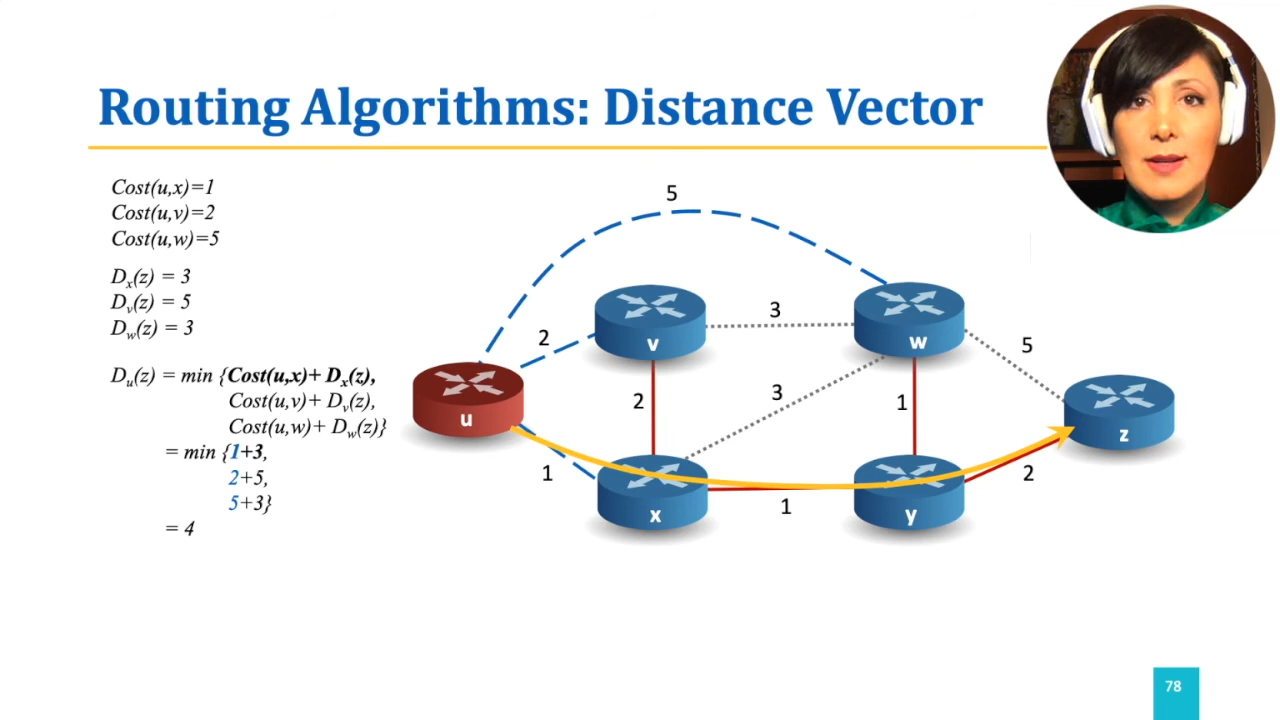 Routing Algorithms: Distance Vector
Cost(u,x)=1
Cost(u,v)=2
Cost(u,w)=5
Dx(z) = 3
Dv(z) = 5
Dw(z) = 3
Du(z) = min {Cost(u,x)+ Dx(z),
Cost(u,v)+ Dv(z),
Cost(u,w)+ Dw(z)}
= min {1+3,
2+5,
5+3}
= 4
5
2
3
5
v
w
u
2
3
1
z
1
1
2
x
y
78